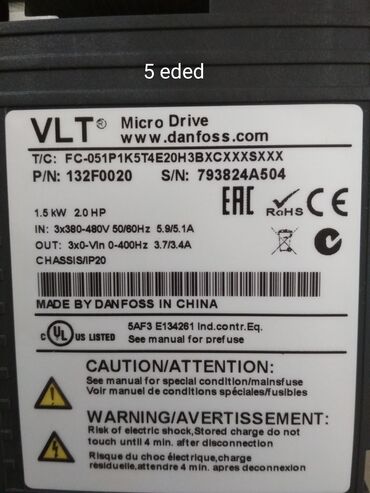 5 eded
VLT® Micro Drive
www.danfoss.com
T/C: FC-051P1K5T4E20H3BXCXXXSXXX
P/N: 132F0020 S/N: 793824A504
1.5 kW 2.0 HP
IN: 3x380-480V 50/60Hz 5.9/5.1A
OUT: 3x0-Vin 0-400Hz 3.7/3.4A
CHASSIS/IP20
EAC RoHS CE
MADE BY DANFOSS IN CHINA
c UL US LISTED 5AF3 E134261 Ind.contr.Eq.
See manual for prefuse
CAUTION/ATTENTION:
See manual for special condition/mainsfuse
Voir manual de conditions spéciales/fusibles
WARNING/AVERTISSEMENT:
Risk of electric shock,Stored charge do not
touch until 4 min. after disconnection
Risque du choc électrique,charge
résiduelle,attendre 4 min. apres deconnexion